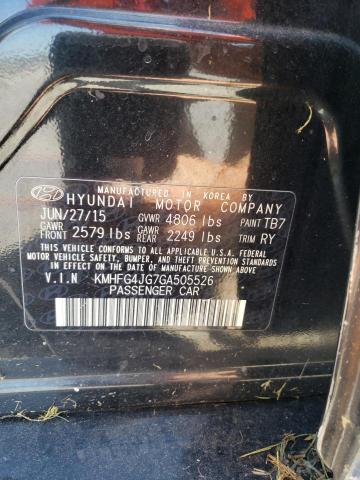 MANUFACTURED IN KOREA BY
HYUNDAI MOTOR COMPANY
JUN/27/15 GVWR 4806 lbs PAINT TB7
GAWR FRONT 2579 lbs GAWR REAR 2249 lbs TRIM RY
THIS VEHICLE CONFORMS TO ALL APPLICABLE U.S.A. FEDERAL
MOTOR VEHICLE SAFETY, BUMPER, AND THEFT PREVENTION
STANDARDS IN EFFECT ON THE DATE OF MANUFACTURE SHOWN ABOVE.
V.I.N KMHFG4JG7GA505526
PASSENGER CAR